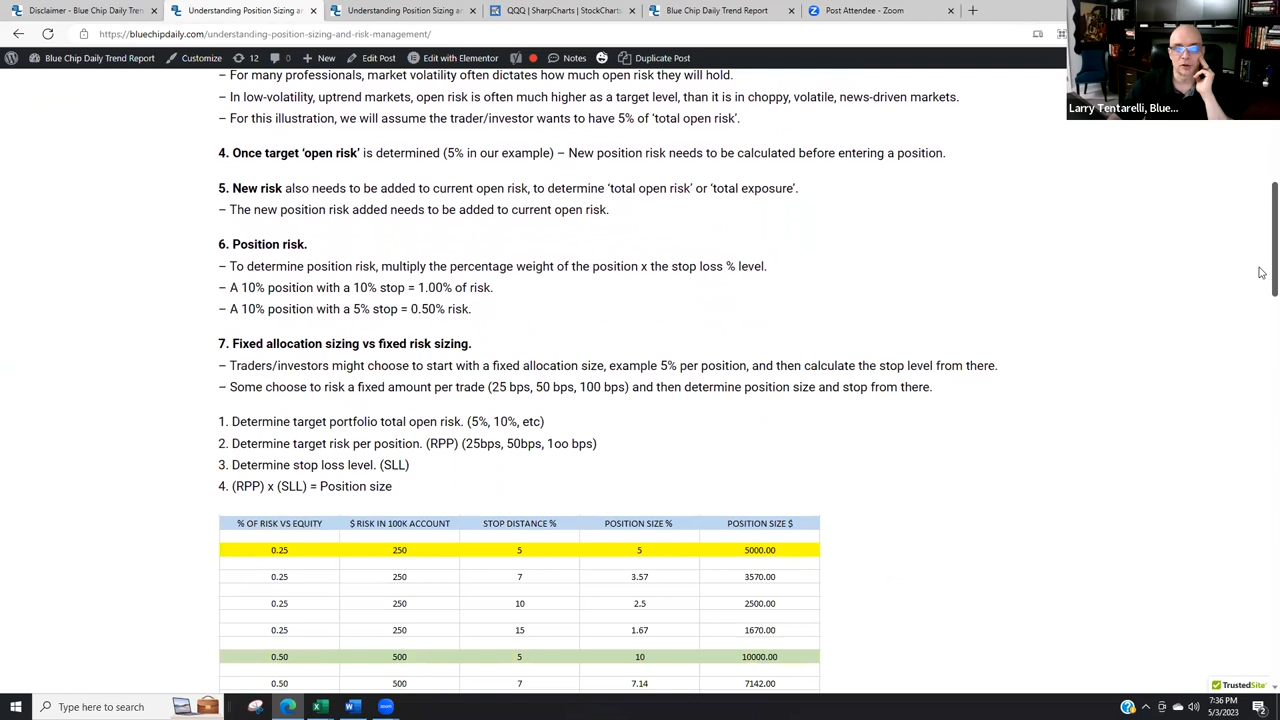 Disclaimer - Blue Chip Daily Tren
Understanding Position Sizing ar
Understanding Position Sizing ac
QQQ | SharpCharts | StockChart
Blue Chip Daily Trend Report
Post Attendee - Zoom
https://bluechipdaily.com/understanding-position-sizing-and-risk-management/
Blue Chip Daily Trend Report
Customize
12
0
New
Edit Post
Edit with Elementor
Notes
Duplicate Post
Larry Tentarelli, Blue...
– For many professionals, market volatility often dictates how much open risk they will hold.
– In low-volatility, uptrend markets, open risk is often much higher as a target level, than it is in choppy, volatile, news-driven markets.
– For this illustration, we will assume the trader/investor wants to have 5% of ‘total open risk’.
4. Once target ‘open risk’ is determined (5% in our example) – New position risk needs to be calculated before entering a position.
5. New risk also needs to be added to current open risk, to determine ‘total open risk’ or ‘total exposure’.
– The new position risk added needs to be added to current open risk.
6. Position risk.
– To determine position risk, multiply the percentage weight of the position x the stop loss % level.
– A 10% position with a 10% stop = 1.00% of risk.
– A 10% position with a 5% stop = 0.50% risk.
7. Fixed allocation sizing vs fixed risk sizing.
– Traders/investors might choose to start with a fixed allocation size, example 5% per position, and then calculate the stop level from there.
– Some choose to risk a fixed amount per trade (25 bps, 50 bps, 100 bps) and then determine position size and stop from there.
1. Determine target portfolio total open risk. (5%, 10%, etc)
2. Determine target risk per position. (RPP) (25bps, 50bps, 1oo bps)
3. Determine stop loss level. (SLL)
4. (RPP) x (SLL) = Position size
% OF RISK VS EQUITY $ RISK IN 100K ACCOUNT STOP DISTANCE % POSITION SIZE % POSITION SIZE $
0.25 250 5 5 5000.00
0.25 250 7 3.57 3570.00
0.25 250 10 2.5 2500.00
0.25 250 15 1.67 1670.00
0.50 500 5 10 10000.00
0.50 500 7 7.14 7142.00
TrustedSite
Type here to search
7:36 PM
5/3/2023
2